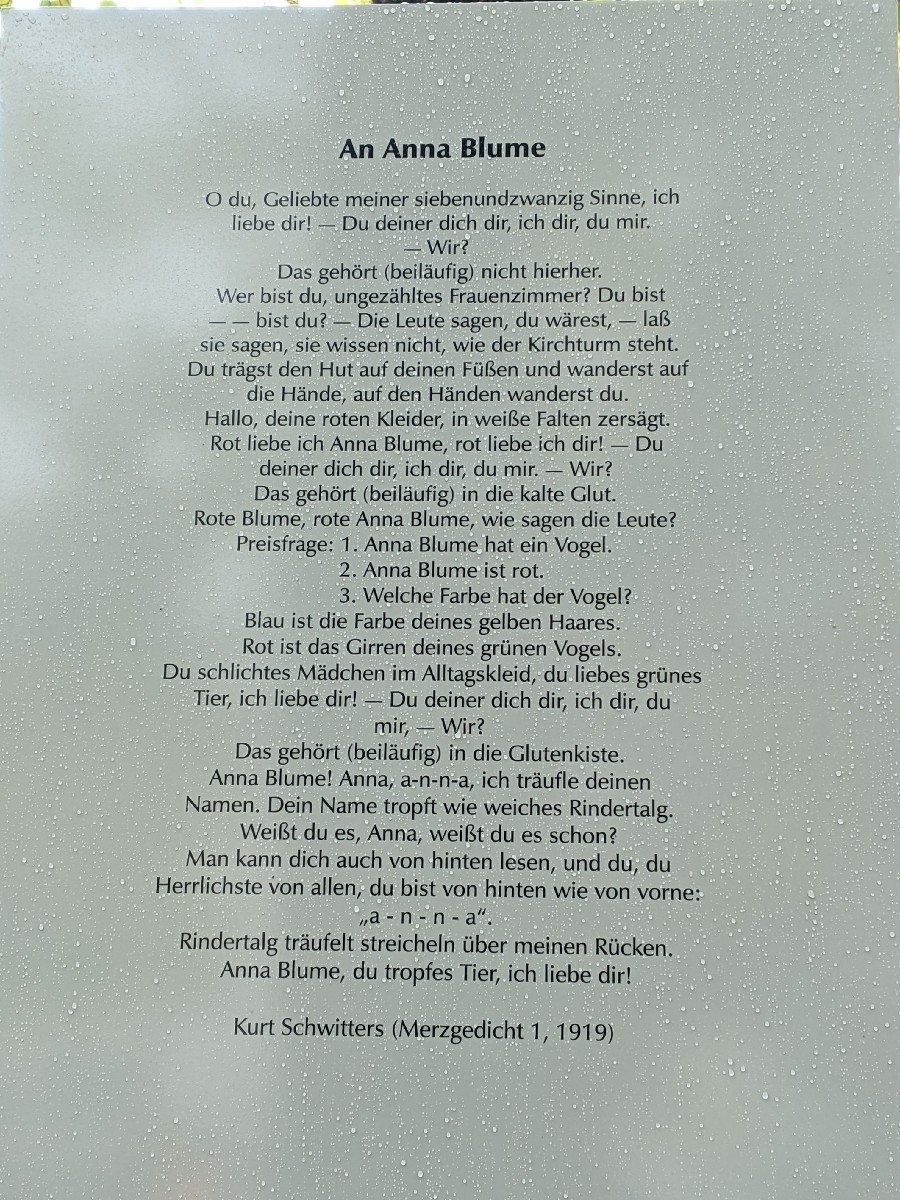 An Anna Blume
O du, Geliebte meiner siebenundzwanzig Sinne, ich
liebe dir! — Du deiner dich dir, ich dir, du mir.
— Wir?
Das gehört (beiläufig) nicht hierher.
Wer bist du, ungezähltes Frauenzimmer? Du bist
— — bist du? — Die Leute sagen, du wärest, — laß
sie sagen, sie wissen nicht, wie der Kirchturm steht.
Du trägst den Hut auf deinen Füßen und wanderst auf
die Hände, auf den Händen wanderst du.
Hallo, deine roten Kleider, in weiße Falten zersägt.
Rot liebe ich Anna Blume, rot liebe ich dir! — Du
deiner dich dir, ich dir, du mir. — Wir?
Das gehört (beiläufig) in die kalte Glut.
Rote Blume, rote Anna Blume, wie sagen die Leute?
Preisfrage: 1. Anna Blume hat ein Vogel.
2. Anna Blume ist rot.
3. Welche Farbe hat der Vogel?
Blau ist die Farbe deines gelben Haares.
Rot ist das Girren deines grünen Vogels.
Du schlichtes Mädchen im Alltagskleid, du liebes grünes
Tier, ich liebe dir! — Du deiner dich dir, ich dir, du
mir, — Wir?
Das gehört (beiläufig) in die Glutenkiste.
Anna Blume! Anna, a-n-n-a, ich träufle deinen
Namen. Dein Name tropft wie weiches Rindertalg.
Weißt du es, Anna, weißt du es schon?
Man kann dich auch von hinten lesen, und du, du
Herrlichste von allen, du bist von hinten wie von vorne:
„a - n - n - a“.
Rindertalg träufelt streicheln über meinen Rücken.
Anna Blume, du tropfes Tier, ich liebe dir!
Kurt Schwitters (Merzgedicht 1, 1919)